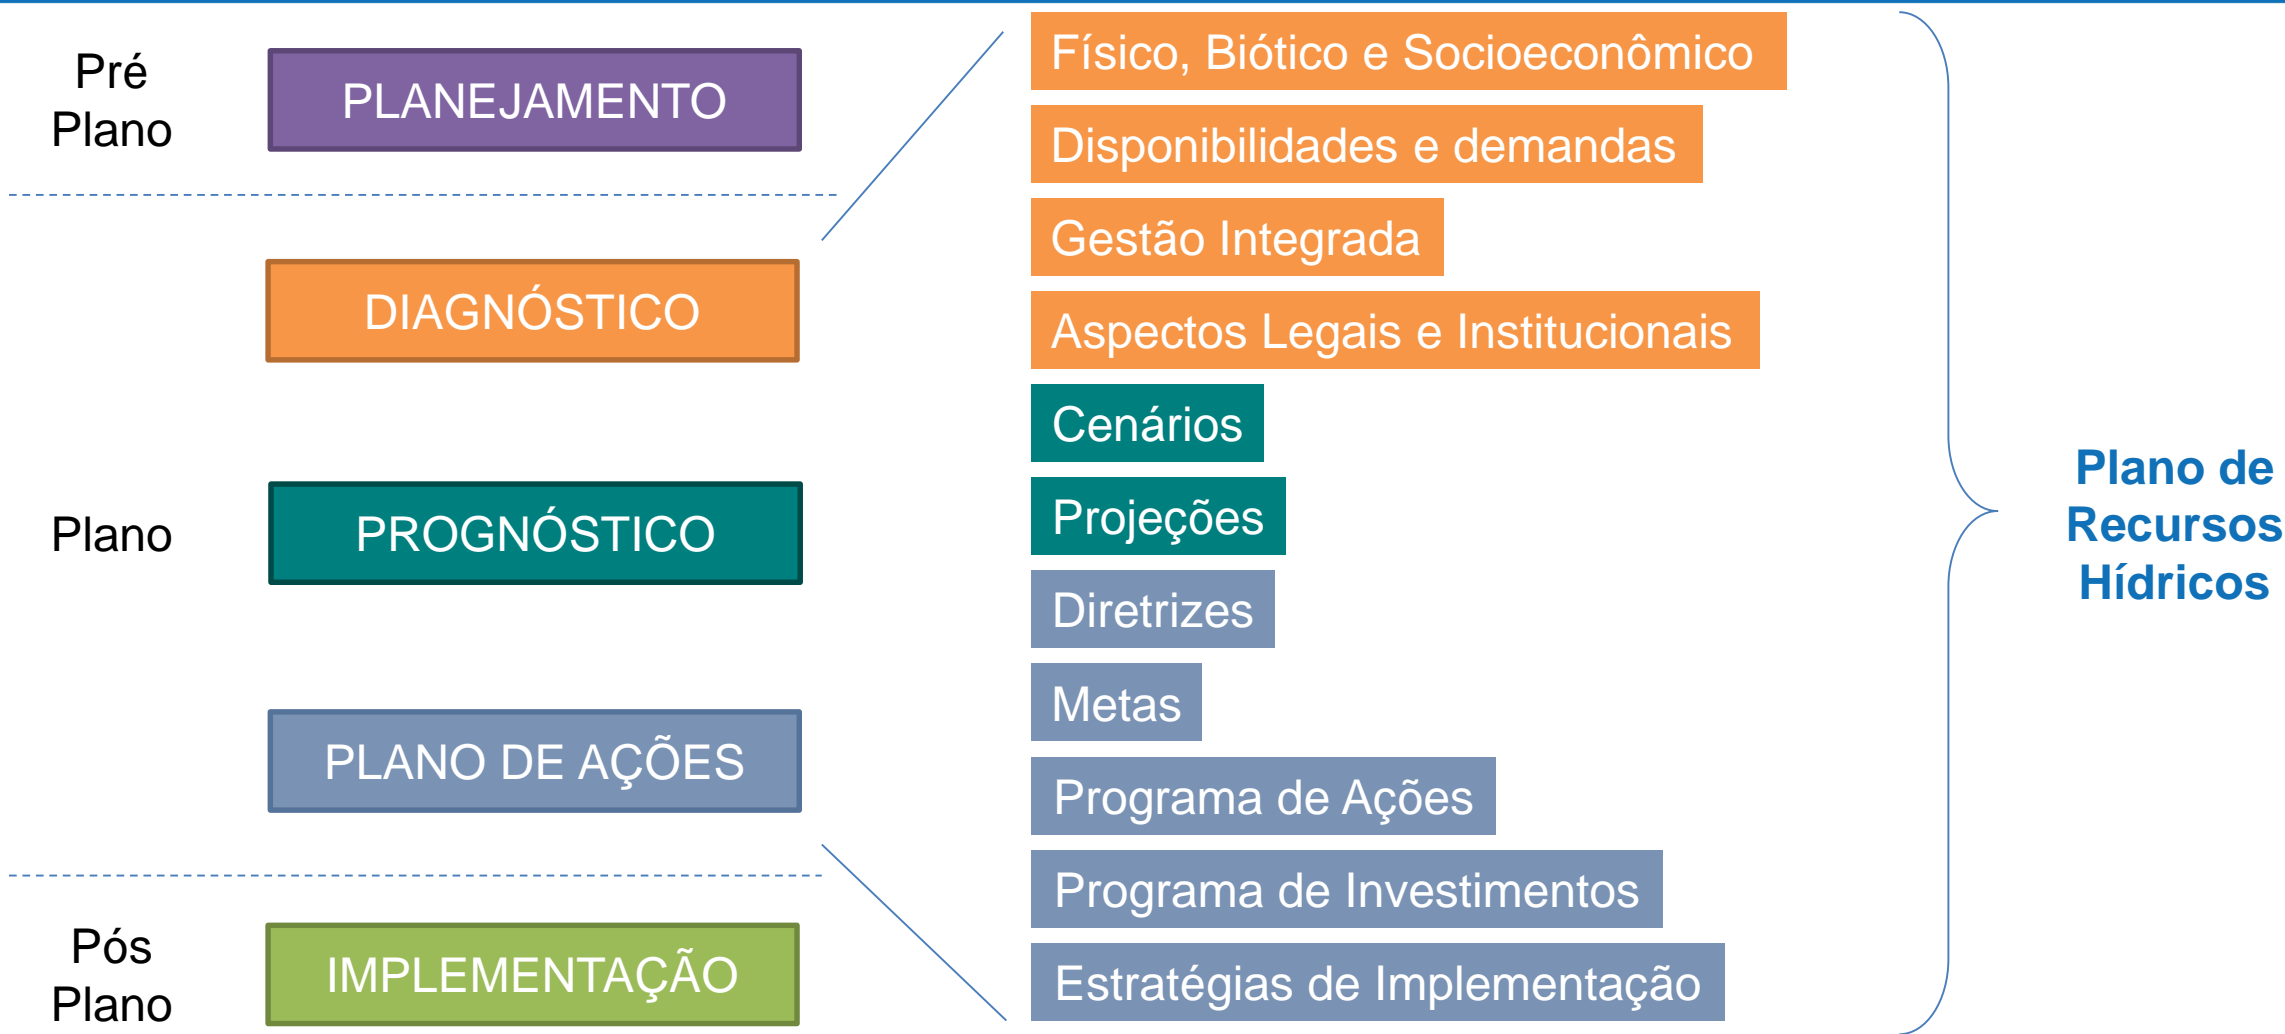 Pré
Plano
PLANEJAMENTO
DIAGNÓSTICO
Plano
PROGNÓSTICO
PLANO DE AÇÕES
Pós
Plano
IMPLEMENTAÇÃO
Físico, Biótico e Socioeconômico
Disponibilidades e demandas
Gestão Integrada
Aspectos Legais e Institucionais
Cenários
Projeções
Diretrizes
Metas
Programa de Ações
Programa de Investimentos
Estratégias de Implementação
Plano de
Recursos
Hídricos